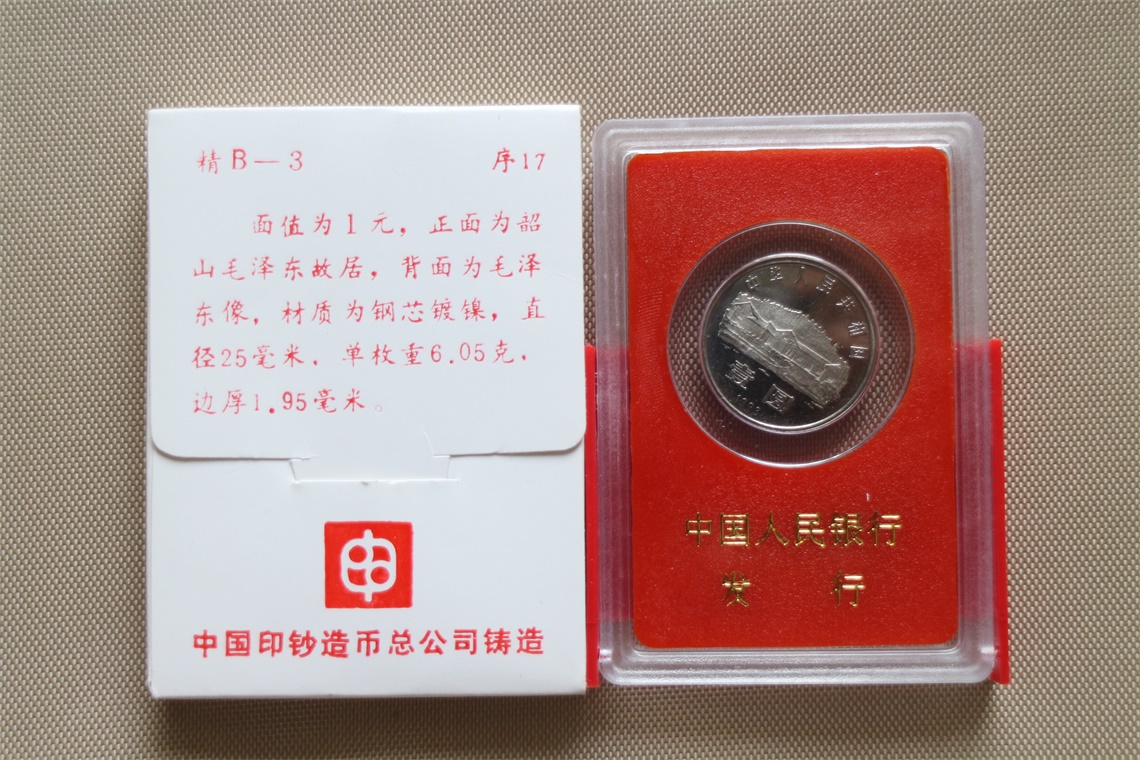 精B—3 序17
面值为1元，正面为韶
山毛泽东故居，背面为毛泽
东像，材质为钢芯镀镍，直
径25毫米．单枚重6.05克．
边厚1.95毫米。
中国印钞造币总公司铸造
中华人民共和国
壹圆
1993
中国人民银行
发行